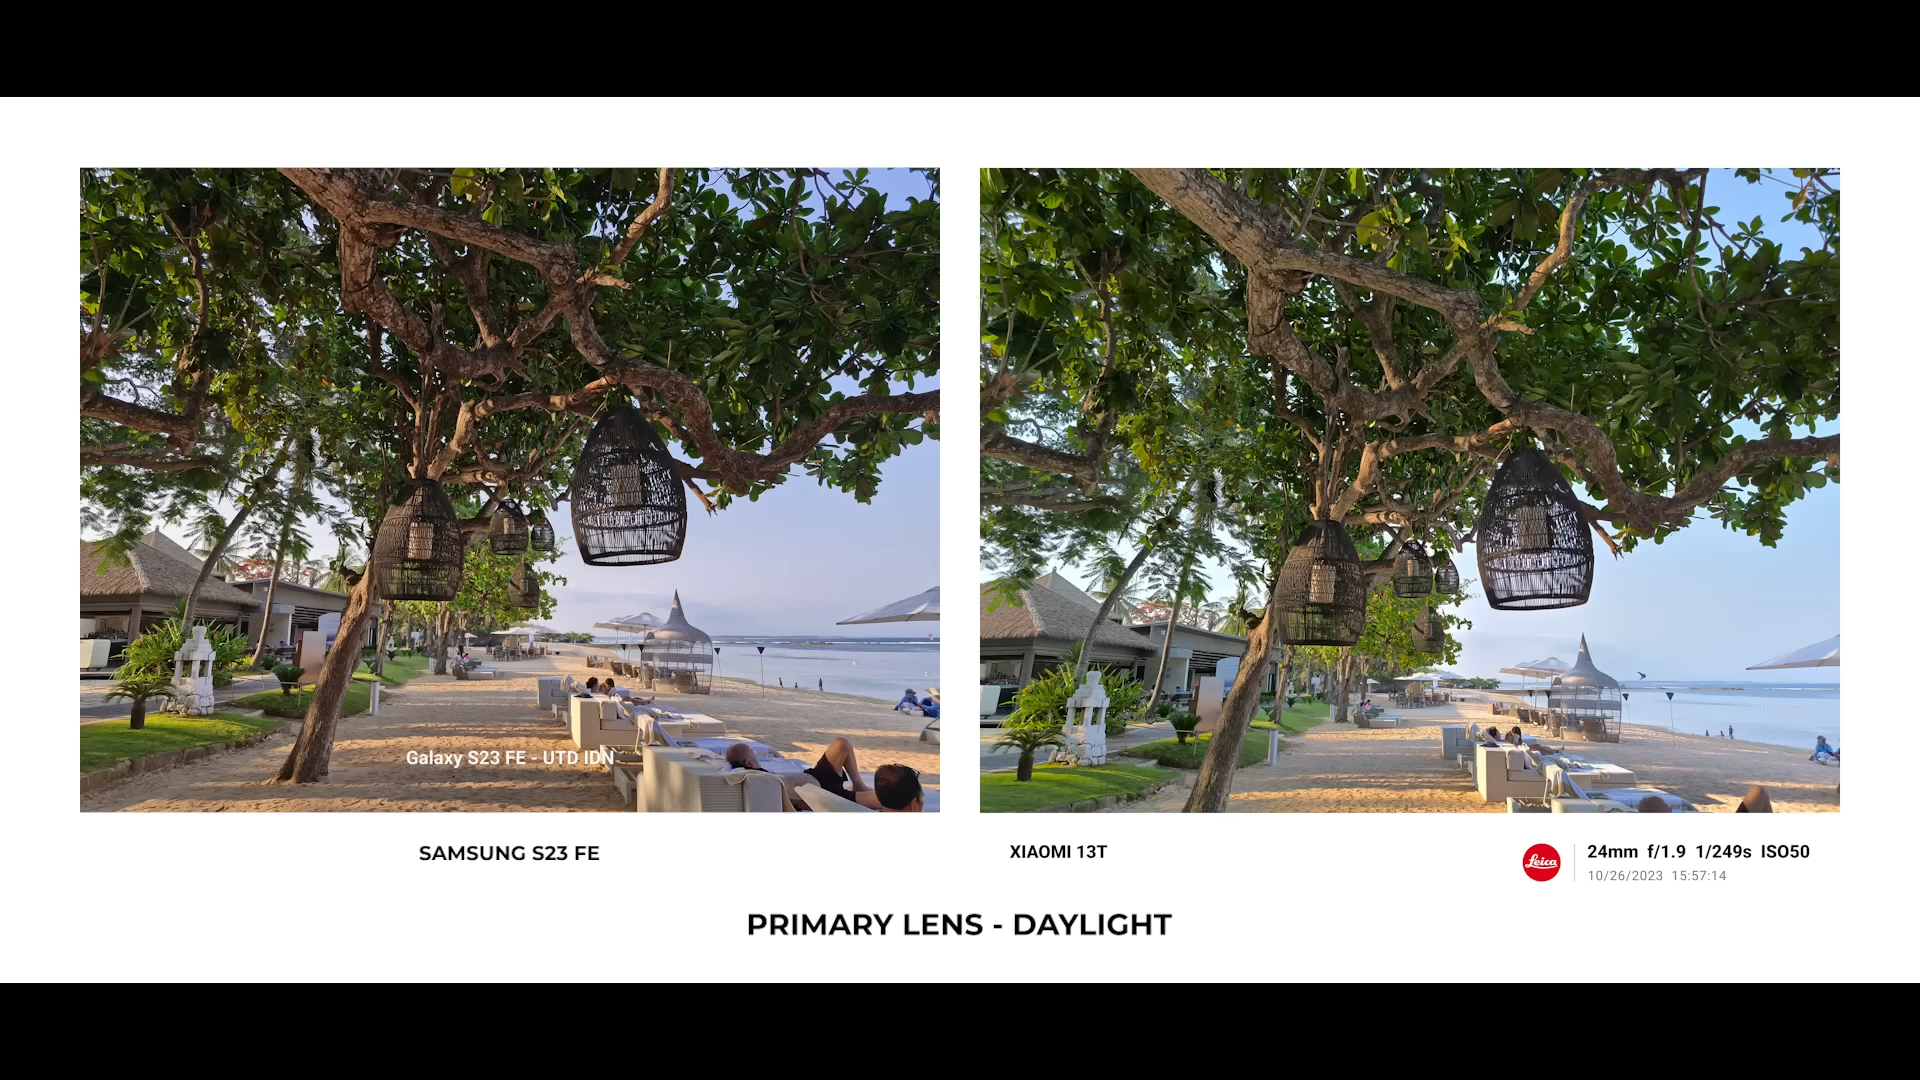 Galaxy S23 FE - UTD IDN
SAMSUNG S23 FE
XIAOMI 13T
Leica
24mm f/1.9 1/249s ISO50
10/26/2023 15:57:14
PRIMARY LENS - DAYLIGHT